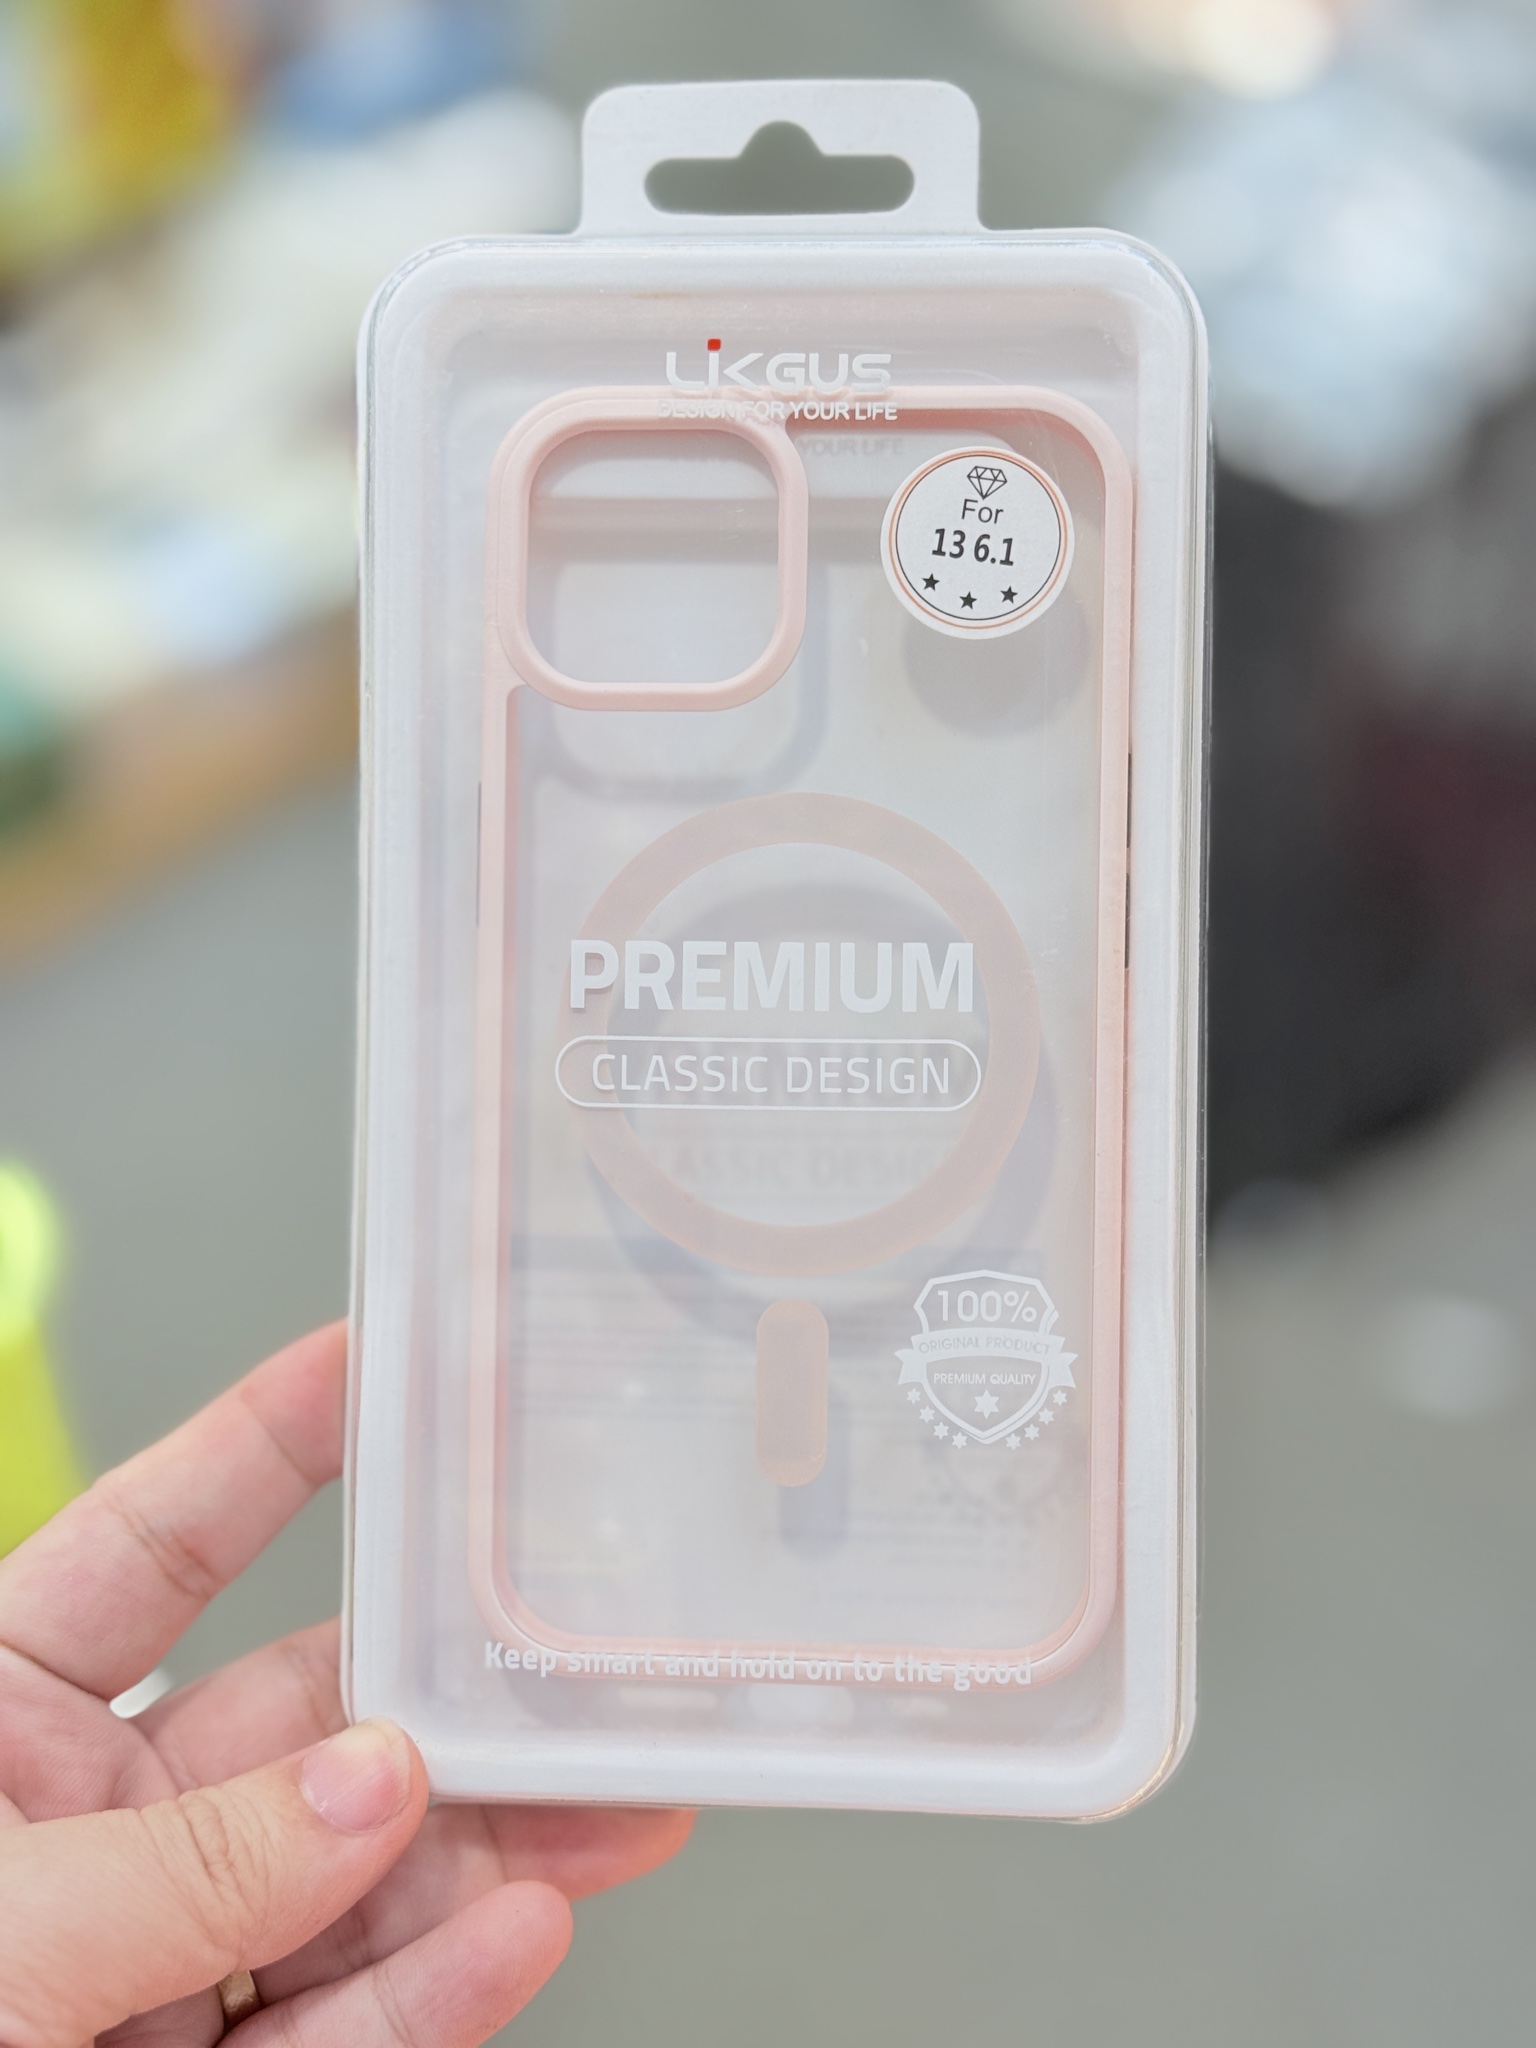 LiKGUS
DESIGN FOR YOUR LIFE
For
13 6.1
PREMIUM
CLASSIC DESIGN
100%
ORIGINAL PRODUCT
PREMIUM QUALITY
Keep smart and hold on to the good